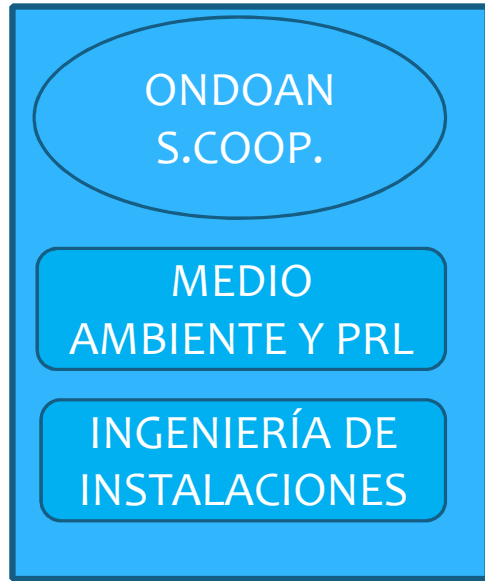 ONDOAN
S.COOP.
MEDIO
AMBIENTE Y PRL
INGENIERÍA DE
INSTALACIONES